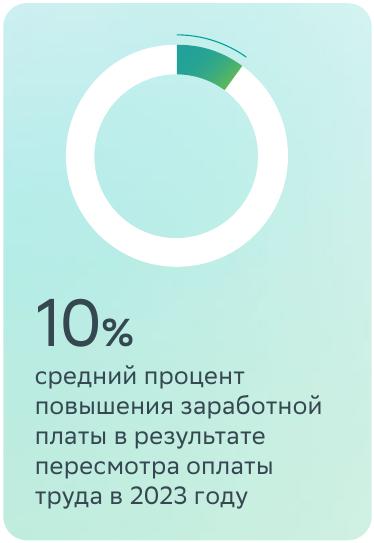 10%
средний процент
повышения заработной
платы в результате
пересмотра оплаты
труда в 2023 году